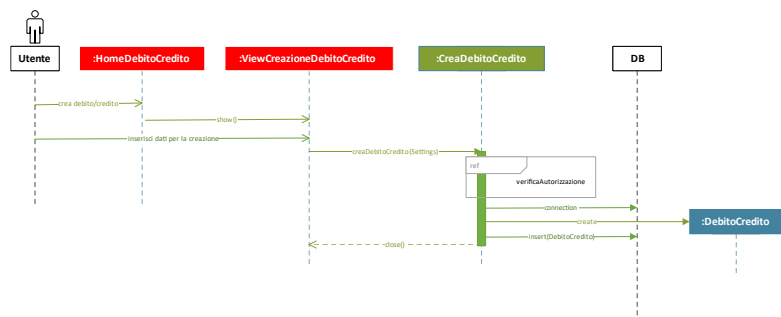 Utente
:HomeDebitoCredito
:ViewCreazioneDebitoCredito
:CreaDebitoCredito
DB
crea debito/credito
show()
inserisci dati per la creazione
creaDebitoCredito(Settings)
ref
verificaAutorizzazione
connection
create
:DebitoCredito
insert(DebitoCredito)
close()